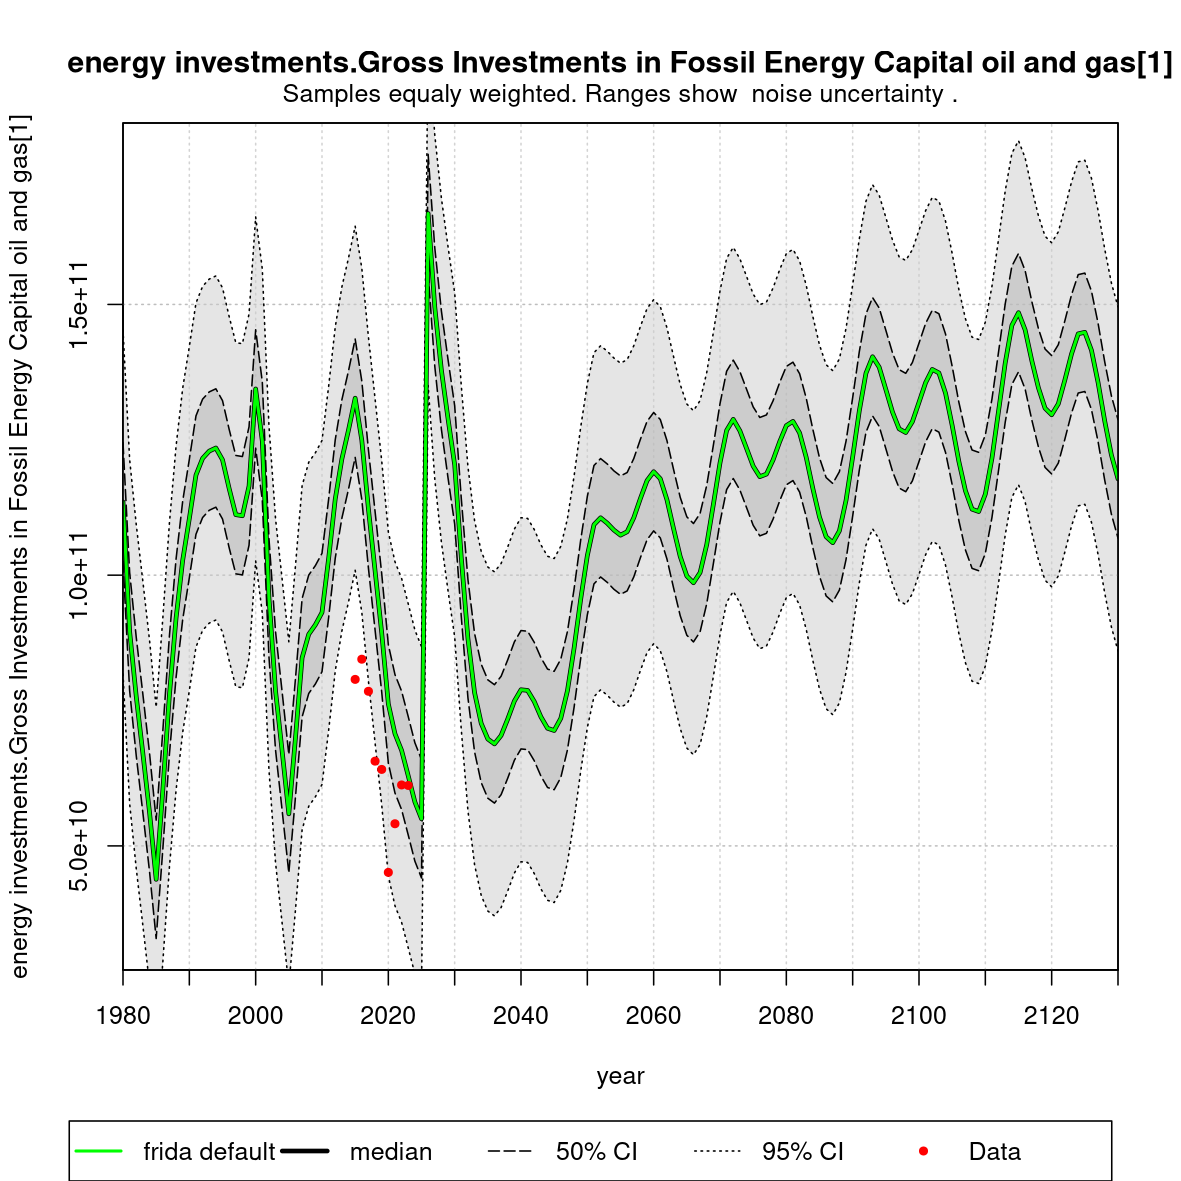 energy investments.Gross Investments in Fossil Energy Capital oil and gas[1]
Samples equaly weighted. Ranges show  noise uncertainty .
energy investments.Gross Investments in Fossil Energy Capital oil and gas[1]
1.5e+11
1.0e+11
5.0e+10
1980 2000 2020 2040 2060 2080 2100 2120
year
frida default median 50% CI 95% CI Data